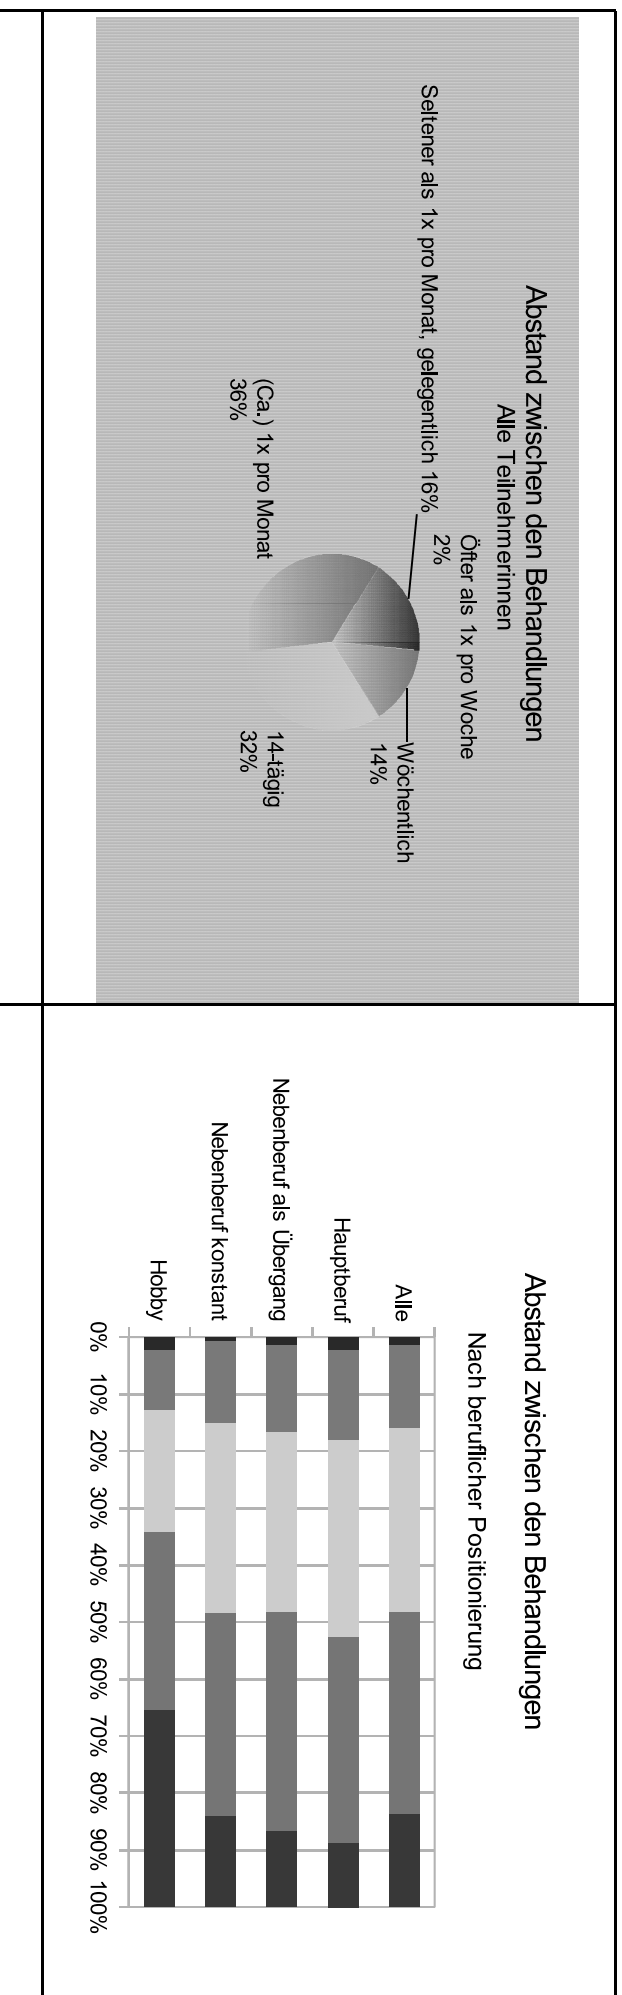 Abstand zwischen den Behandlungen
Alle Teilnehmerinnen
Öfter als 1x pro Woche
2%
Seltener als 1x pro Monat, gelegentlich 16%
Wöchentlich
14%
(Ca.) 1x pro Monat
36%
14-tägig
32%
Abstand zwischen den Behandlungen
Nach beruflicher Positionierung
Alle
Hauptberuf
Nebenberuf als Übergang
Nebenberuf konstant
Hobby
0% 10% 20% 30% 40% 50% 60% 70% 80% 90% 100%